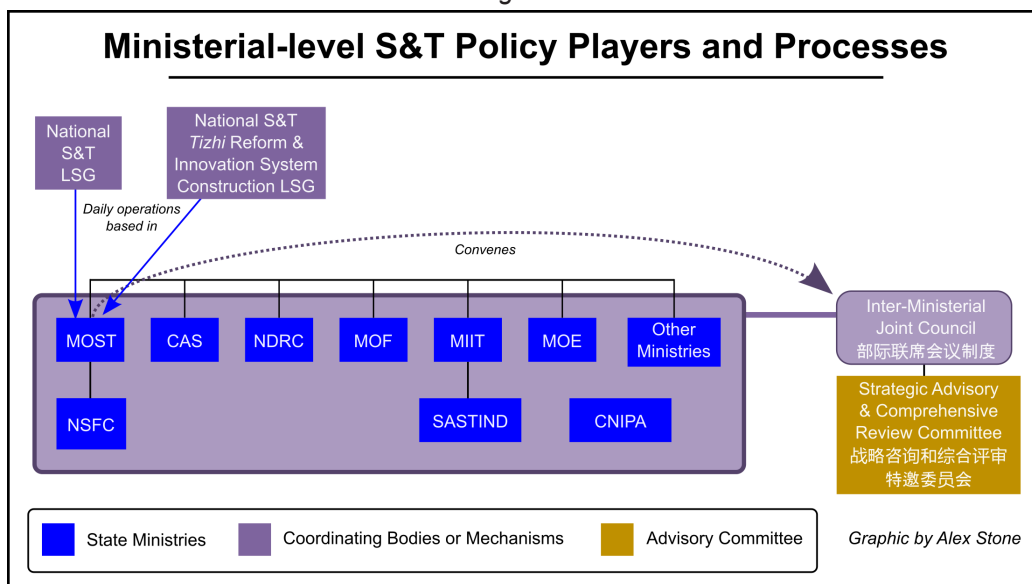 Ministerial-level S&T Policy Players and Processes
National
S&T
LSG
National S&T
Tizhi Reform &
Innovation System
Construction LSG
Daily operations
based in
Convenes
MOST
CAS
NDRC
MOF
MIIT
MOE
Other
Ministries
NSFC
SASTIND
CNIPA
Inter-Ministerial
Joint Council
部际联席会议制度
Strategic Advisory
& Comprehensive
Review Committee
战略咨询和综合评审
特邀委员会
State Ministries
Coordinating Bodies or Mechanisms
Advisory Committee
Graphic by Alex Stone